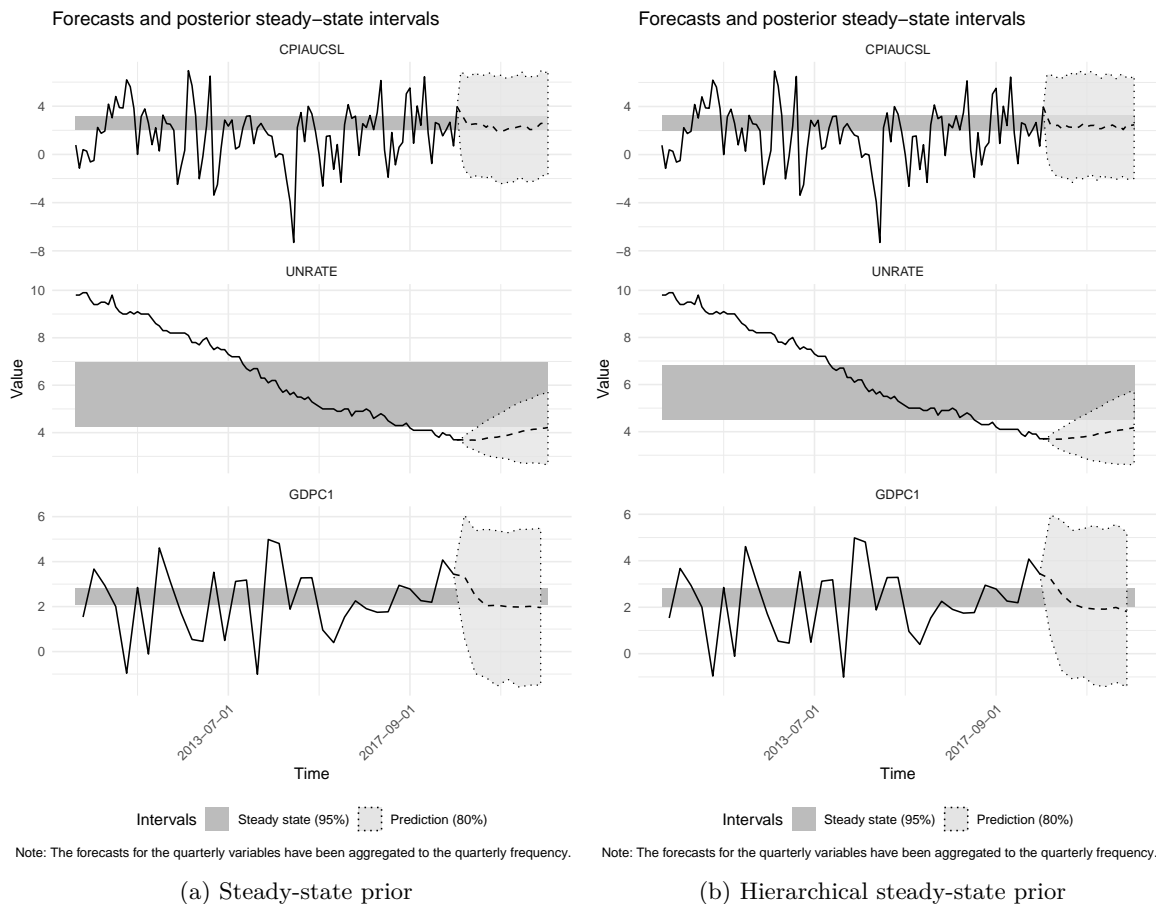 Forecasts and posterior steady−state intervals
CPIAUCSL
4
0
−4
−8
UNRATE
10
8
6
4
Value
GDPC1
6
4
2
0
2013−07−01
2017−09−01
Time
Intervals Steady state (95%) Prediction (80%)
Note: The forecasts for the quarterly variables have been aggregated to the quarterly frequency.
(a) Steady-state prior
Forecasts and posterior steady−state intervals
CPIAUCSL
4
0
−4
−8
UNRATE
10
8
6
4
Value
GDPC1
6
4
2
0
2013−07−01
2017−09−01
Time
Intervals Steady state (95%) Prediction (80%)
Note: The forecasts for the quarterly variables have been aggregated to the quarterly frequency.
(b) Hierarchical steady-state prior